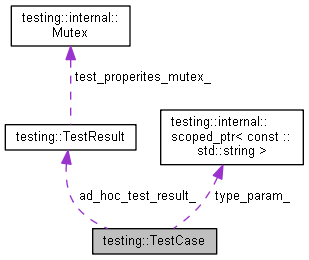 testing::internal::
Mutex
test_properites_mutex_
testing::TestResult
testing::internal::
scoped_ptr< const ::
std::string >
ad_hoc_test_result_
type_param_
testing::TestCase